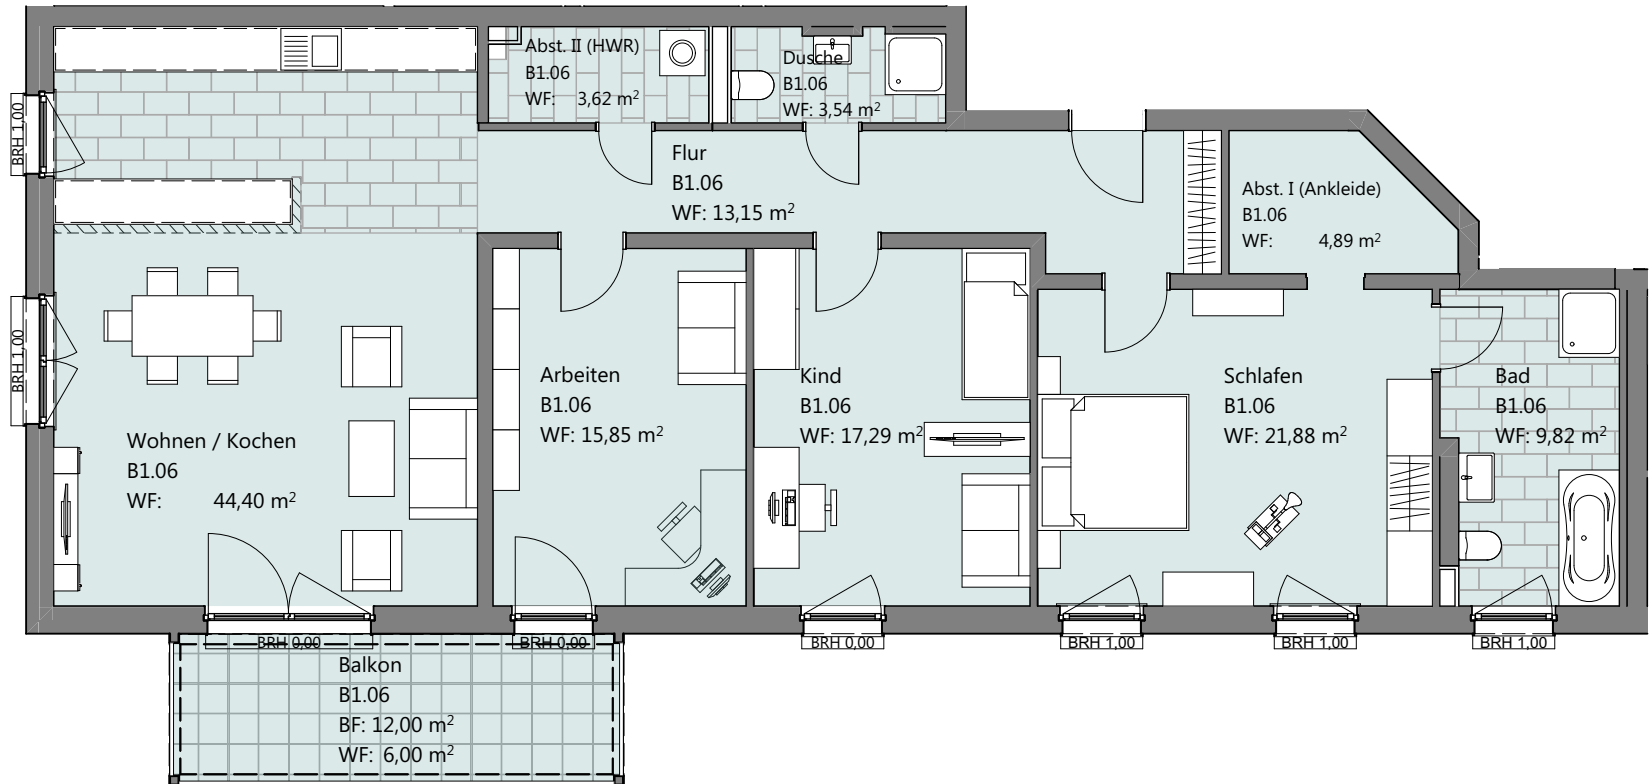 Abst. II (HWR)
B1.06
WF: 3,62 m²
Dusche
B1.06
WF: 3,54 m²
BRH 1,00
Flur
B1.06
WF: 13,15 m²
Abst. I (Ankleide)
B1.06
WF: 4,89 m²
BRH 1,00
Wohnen / Kochen
B1.06
WF: 44,40 m²
Arbeiten
B1.06
WF: 15,85 m²
Kind
B1.06
WF: 17,29 m²
Schlafen
B1.06
WF: 21,88 m²
Bad
B1.06
WF: 9,82 m²
BRH 0,00
BRH 0,00
BRH 0,00
BRH 1,00
BRH 1,00
BRH 1,00
Balkon
B1.06
BF: 12,00 m²
WF: 6,00 m²